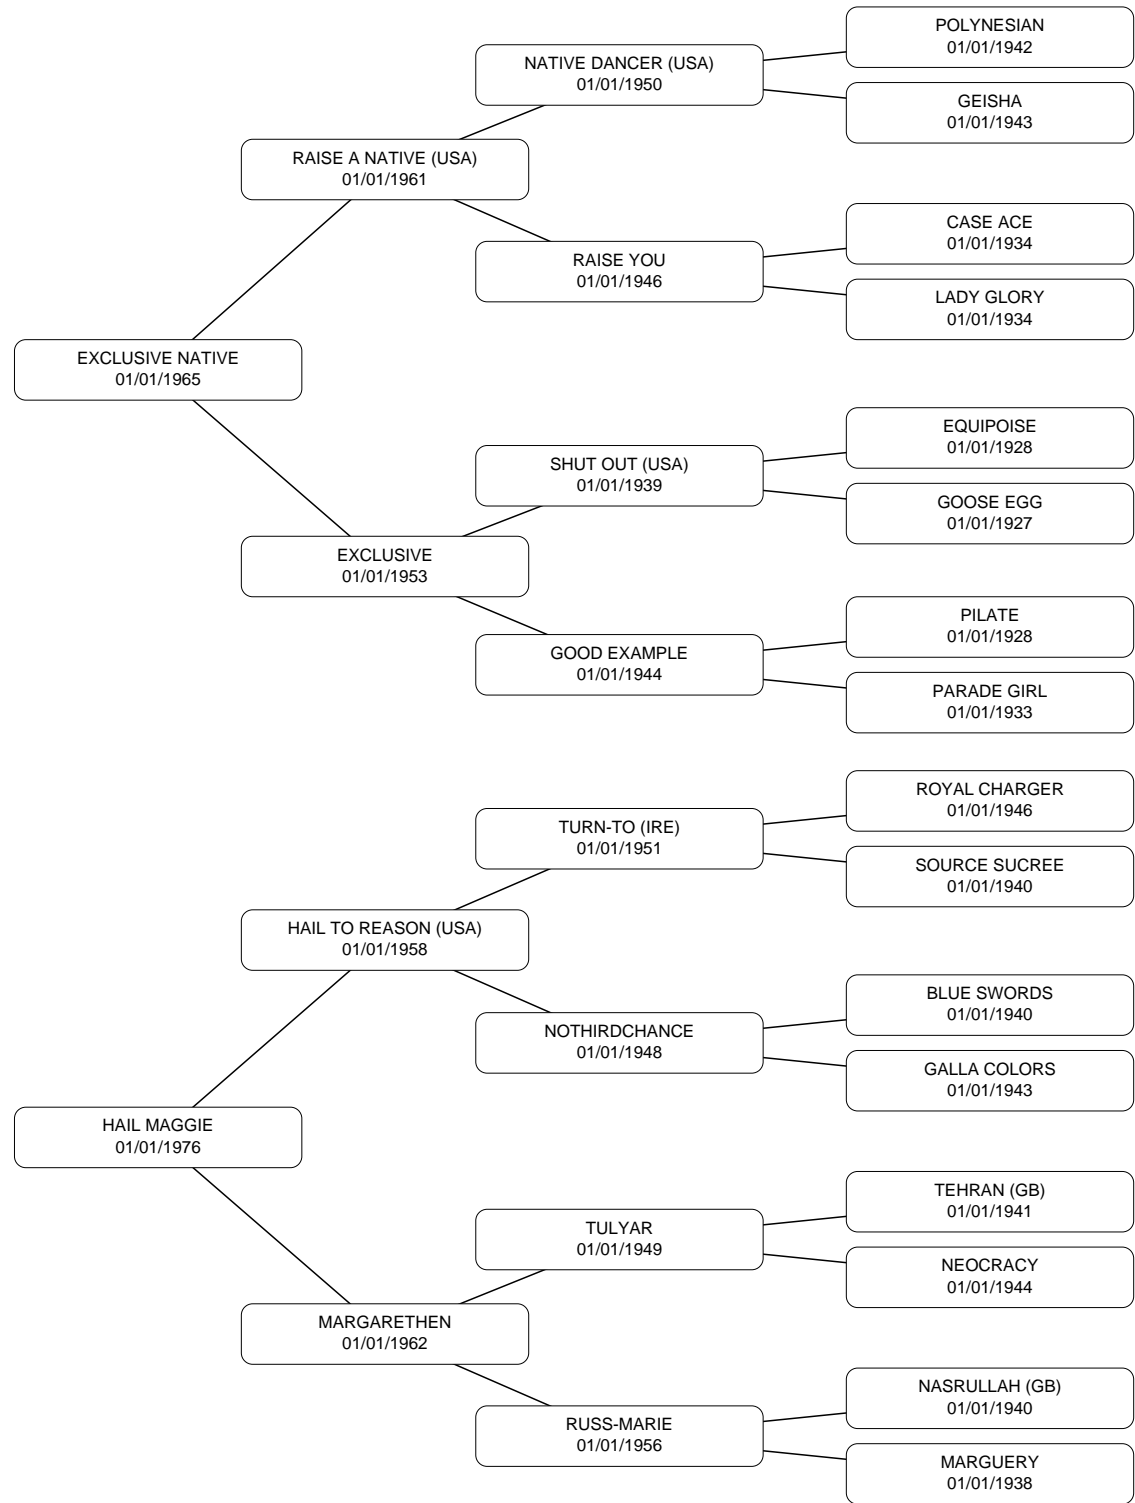 POLYNESIAN
01/01/1942
NATIVE DANCER (USA)
01/01/1950
GEISHA
01/01/1943
RAISE A NATIVE (USA)
01/01/1961
CASE ACE
01/01/1934
RAISE YOU
01/01/1946
LADY GLORY
01/01/1934
EXCLUSIVE NATIVE
01/01/1965
EQUIPOISE
01/01/1928
SHUT OUT (USA)
01/01/1939
GOOSE EGG
01/01/1927
EXCLUSIVE
01/01/1953
PILATE
01/01/1928
GOOD EXAMPLE
01/01/1944
PARADE GIRL
01/01/1933
ROYAL CHARGER
01/01/1946
TURN-TO (IRE)
01/01/1951
SOURCE SUCREE
01/01/1940
HAIL TO REASON (USA)
01/01/1958
BLUE SWORDS
01/01/1940
NOTHIRDCHANCE
01/01/1948
GALLA COLORS
01/01/1943
HAIL MAGGIE
01/01/1976
TEHRAN (GB)
01/01/1941
TULYAR
01/01/1949
NEOCRACY
01/01/1944
MARGARETHEN
01/01/1962
NASRULLAH (GB)
01/01/1940
RUSS-MARIE
01/01/1956
MARGUERY
01/01/1938